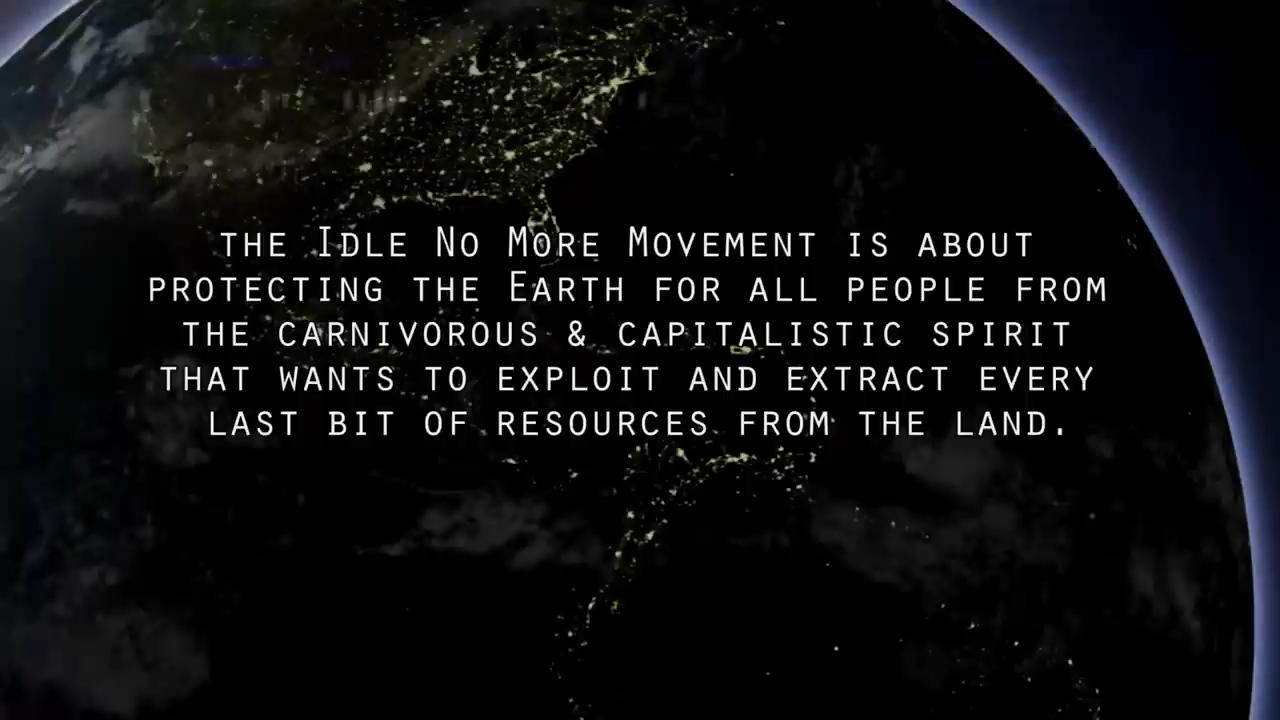 the Idle No More Movement is about
protecting the Earth for all people from
the carnivorous & capitalistic spirit
that wants to exploit and extract every
last bit of resources from the land.